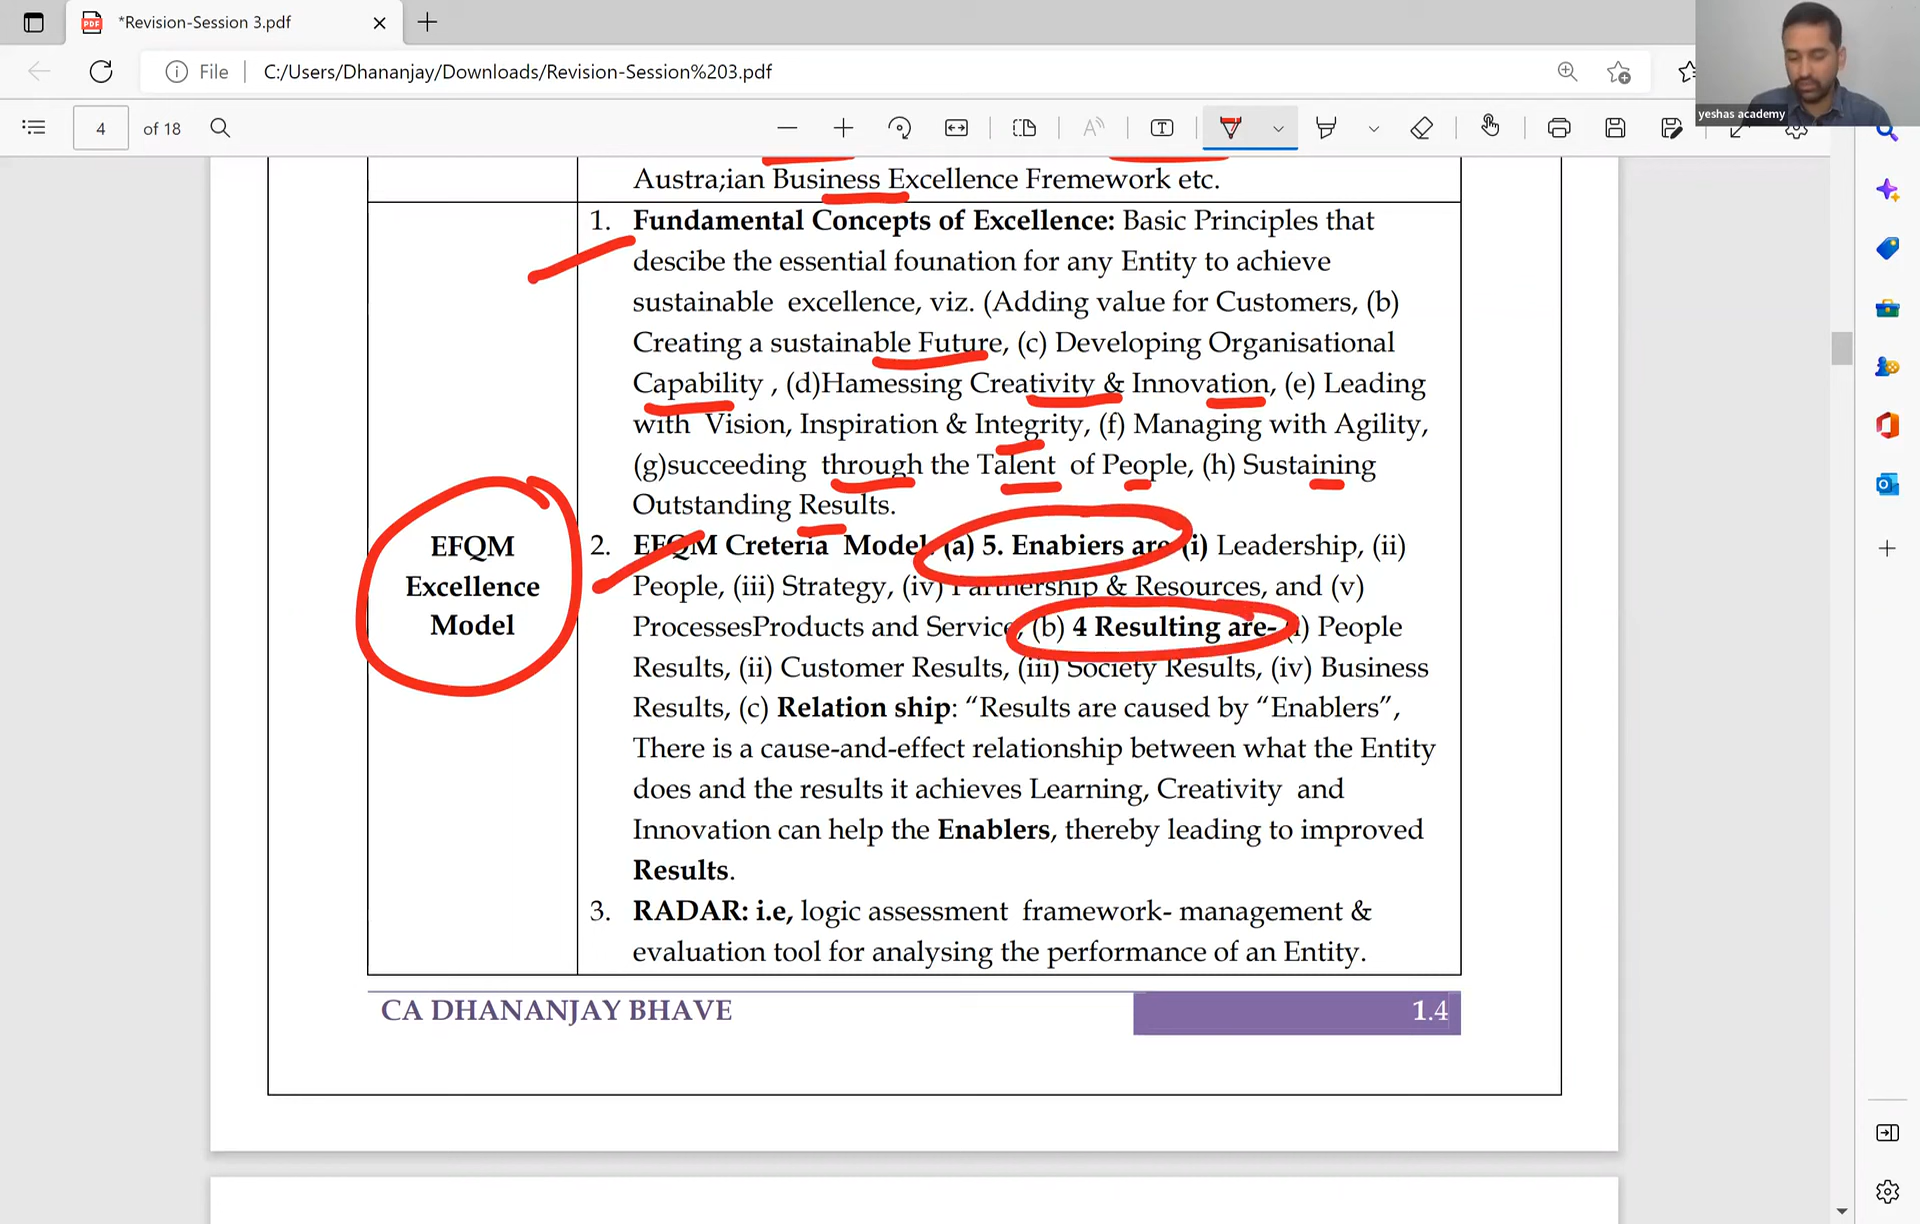 *Revision-Session 3.pdf
File
C:/Users/Dhananjay/Downloads/Revision-Session%203.pdf
yeshas academy
4 of 18
Austra;ian Business Excellence Fremework etc.
1. Fundamental Concepts of Excellence: Basic Principles that
descibe the essential founation for any Entity to achieve
sustainable excellence, viz. (Adding value for Customers, (b)
Creating a sustainable Future, (c) Developing Organisational
Capability , (d)Hamessing Creativity & Innovation, (e) Leading
with Vision, Inspiration & Integrity, (f) Managing with Agility,
(g)succeeding through the Talent of People, (h) Sustaining
Outstanding Results.
EFQM
Excellence
Model
2. EFQM Creteria Model (a) 5. Enabiers are (i) Leadership, (ii)
People, (iii) Strategy, (iv) Partnership & Resources, and (v)
ProcessesProducts and Service, (b) 4 Resulting are- (i) People
Results, (ii) Customer Results, (iii) Society Results, (iv) Business
Results, (c) Relation ship: “Results are caused by “Enablers”,
There is a cause-and-effect relationship between what the Entity
does and the results it achieves Learning, Creativity and
Innovation can help the Enablers, thereby leading to improved
Results.
3. RADAR: i.e, logic assessment framework- management &
evaluation tool for analysing the performance of an Entity.
CA DHANANJAY BHAVE
1.4